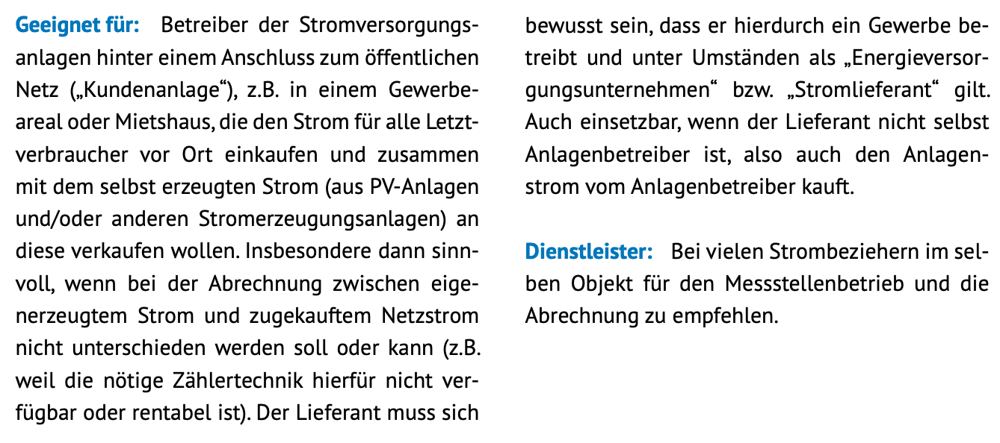 Geeignet für: Betreiber der Stromversorgungs-
anlagen hinter einem Anschluss zum öffentlichen
Netz („Kundenanlage“), z.B. in einem Gewerbe-
areal oder Mietshaus, die den Strom für alle Letzt-
verbraucher vor Ort einkaufen und zusammen
mit dem selbst erzeugten Strom (aus PV-Anlagen
und/oder anderen Stromerzeugungsanlagen) an
diese verkaufen wollen. Insbesondere dann sinn-
voll, wenn bei der Abrechnung zwischen eige-
nerzeugtem Strom und zugekauftem Netzstrom
nicht unterschieden werden soll oder kann (z.B.
weil die nötige Zählertechnik hierfür nicht ver-
fügbar oder rentabel ist). Der Lieferant muss sich
bewusst sein, dass er hierdurch ein Gewerbe be-
treibt und unter Umständen als „Energieversor-
gungsunternehmen“ bzw. „Stromlieferant“ gilt.
Auch einsetzbar, wenn der Lieferant nicht selbst
Anlagenbetreiber ist, also auch den Anlagen-
strom vom Anlagenbetreiber kauft.
Dienstleister: Bei vielen Strombeziehern im sel-
ben Objekt für den Messstellenbetrieb und die
Abrechnung zu empfehlen.